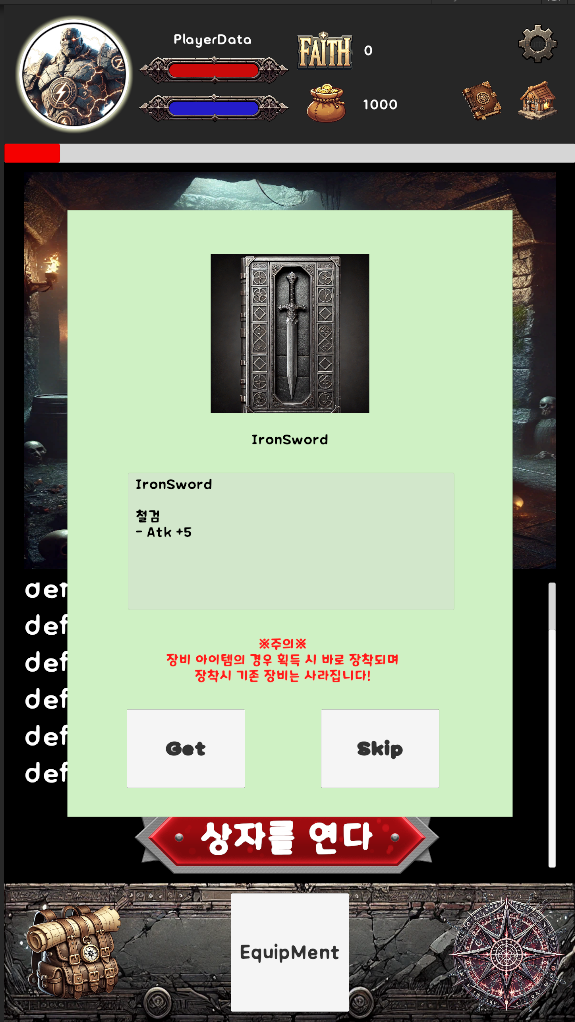 PlayerData
FAITH 0
1000
IronSword
IronSword
철검
- Atk +5
※주의※
장비 아이템의 경우 획득 시 바로 장착되며
장착시 기존 장비는 사라집니다!
Get Skip
def
def
def
def
def
def
상자를 연다
EquipMent